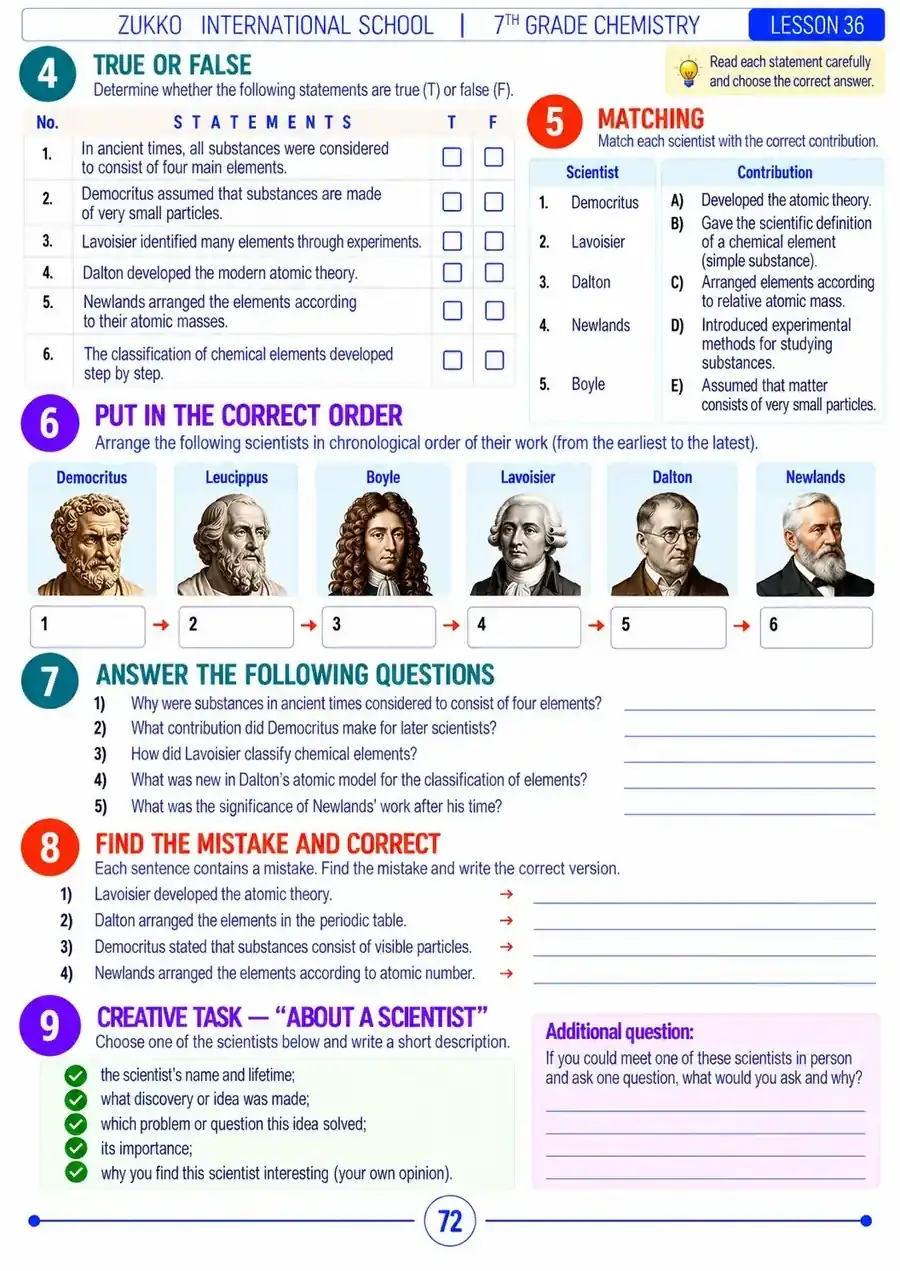 ZUKKO INTERNATIONAL SCHOOL | 7TH GRADE CHEMISTRY LESSON 36
4 TRUE OR FALSE
Determine whether the following statements are true (T) or false (F).
Read each statement carefully
and choose the correct answer.
No. STATEMENTS T F
1. In ancient times, all substances were considered
to consist of four main elements.
2. Democritus assumed that substances are made
of very small particles.
3. Lavoisier identified many elements through experiments.
4. Dalton developed the modern atomic theory.
5. Newlands arranged the elements according
to their atomic masses.
6. The classification of chemical elements developed
step by step.
5 MATCHING
Match each scientist with the correct contribution.
Scientist Contribution
1. Democritus
2. Lavoisier
3. Dalton
4. Newlands
5. Boyle
A) Developed the atomic theory.
B) Gave the scientific definition
of a chemical element
(simple substance).
C) Arranged elements according
to relative atomic mass.
D) Introduced experimental
methods for studying
substances.
E) Assumed that matter
consists of very small particles.
6 PUT IN THE CORRECT ORDER
Arrange the following scientists in chronological order of their work (from the earliest to the latest).
Democritus Leucippus Boyle Lavoisier Dalton Newlands
1 → 2 → 3 → 4 → 5 → 6
7 ANSWER THE FOLLOWING QUESTIONS
1) Why were substances in ancient times considered to consist of four elements?
2) What contribution did Democritus make for later scientists?
3) How did Lavoisier classify chemical elements?
4) What was new in Dalton's atomic model for the classification of elements?
5) What was the significance of Newlands' work after his time?
8 FIND THE MISTAKE AND CORRECT
Each sentence contains a mistake. Find the mistake and write the correct version.
1) Lavoisier developed the atomic theory. →
2) Dalton arranged the elements in the periodic table. →
3) Democritus stated that substances consist of visible particles. →
4) Newlands arranged the elements according to atomic number. →
9 CREATIVE TASK — "ABOUT A SCIENTIST"
Choose one of the scientists below and write a short description.
the scientist's name and lifetime;
what discovery or idea was made;
which problem or question this idea solved;
its importance;
why you find this scientist interesting (your own opinion).
Additional question:
If you could meet one of these scientists in person
and ask one question, what would you ask and why?
72